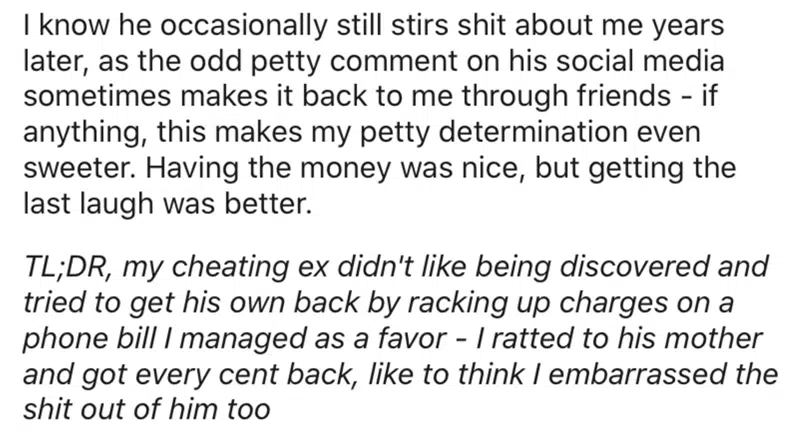 I know he occasionally still stirs shit about me years
later, as the odd petty comment on his social media
sometimes makes it back to me through friends - if
anything, this makes my petty determination even
sweeter. Having the money was nice, but getting the
last laugh was better.
TL;DR, my cheating ex didn't like being discovered and
tried to get his own back by racking up charges on a
phone bill I managed as a favor - I ratted to his mother
and got every cent back, like to think I embarrassed the
shit out of him too